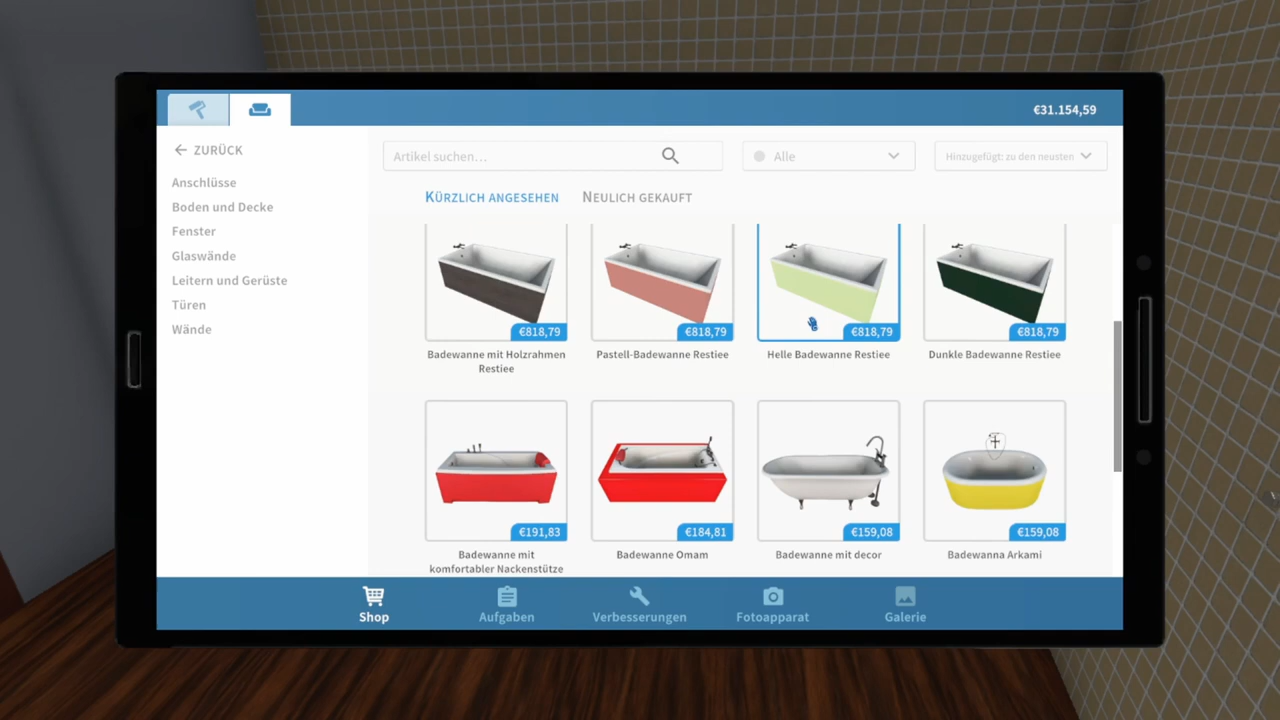 €31.154,59
ZURÜCK
Artikel suchen...
Alle
Hinzugefügt: zu den neusten
Anschlüsse
Boden und Decke
Fenster
Glaswände
Leitern und Gerüste
Türen
Wände
KÜRZLICH ANGESEHEN
NEULICH GEKAUFT
€818,79
€818,79
€818,79
€818,79
Badewanne mit Holzrahmen
Restiee
Pastell-Badewanne Restiee
Helle Badewanne Restiee
Dunkle Badewanne Restiee
€191,83
€184,81
€159,08
€159,08
Badewanne mit
komfortabler Nackenstütze
Badewanne Omam
Badewanne mit decor
Badewanna Arkami
Shop
Aufgaben
Verbesserungen
Fotoapparat
Galerie